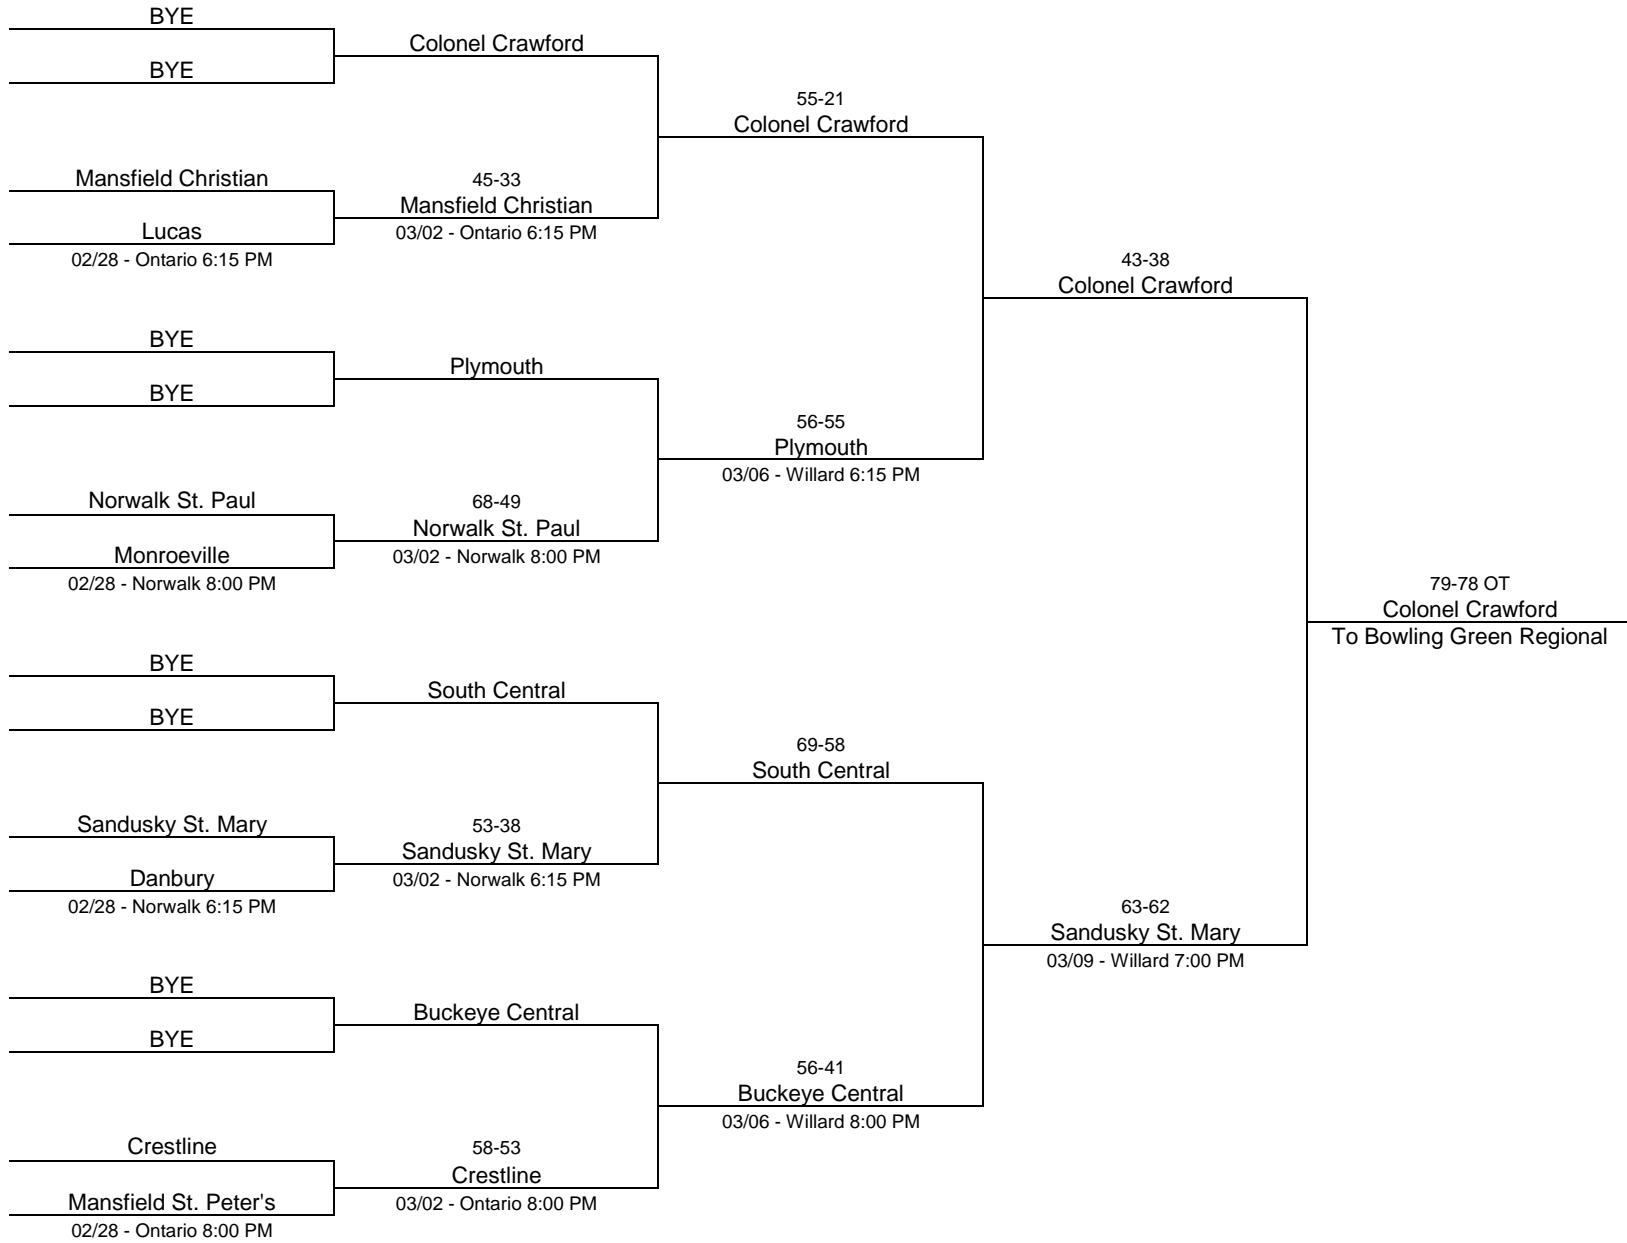 BYE
BYE
Mansfield Christian
Lucas
02/28 - Ontario 6:15 PM
BYE
BYE
Norwalk St. Paul
Monroeville
02/28 - Norwalk 8:00 PM
BYE
BYE
Sandusky St. Mary
Danbury
02/28 - Norwalk 6:15 PM
BYE
BYE
Crestline
Mansfield St. Peter's
02/28 - Ontario 8:00 PM
Colonel Crawford
45-33
Mansfield Christian
03/02 - Ontario 6:15 PM
Plymouth
68-49
Norwalk St. Paul
03/02 - Norwalk 8:00 PM
South Central
53-38
Sandusky St. Mary
03/02 - Norwalk 6:15 PM
Buckeye Central
58-53
Crestline
03/02 - Ontario 8:00 PM
55-21
Colonel Crawford
56-55
Plymouth
03/06 - Willard 6:15 PM
69-58
South Central
56-41
Buckeye Central
03/06 - Willard 8:00 PM
43-38
Colonel Crawford
63-62
Sandusky St. Mary
03/09 - Willard 7:00 PM
79-78 OT
Colonel Crawford
To Bowling Green Regional